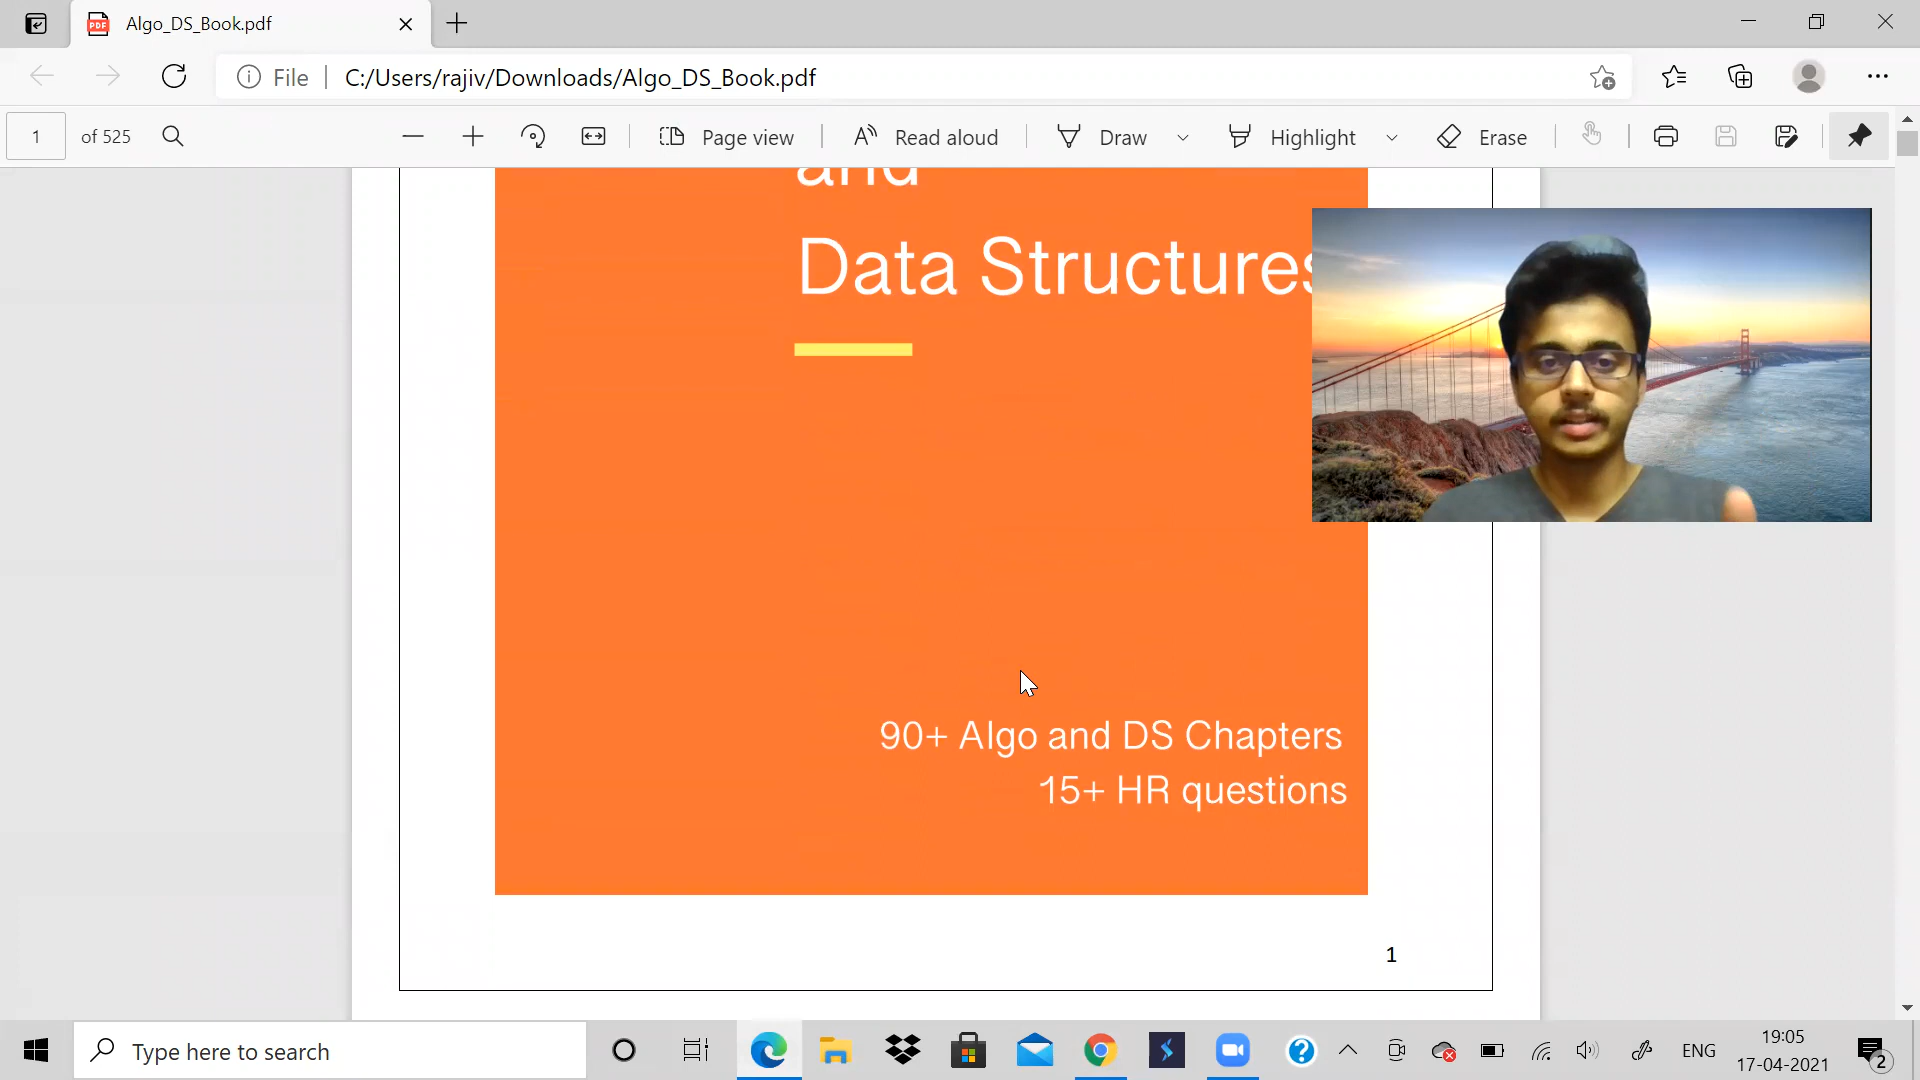 Algo_DS_Book.pdf
File C:/Users/rajiv/Downloads/Algo_DS_Book.pdf
1 of 525 Page view Read aloud Draw Highlight Erase
and
Data Structures
90+ Algo and DS Chapters
15+ HR questions
1
Type here to search
ENG
19:05
17-04-2021
2